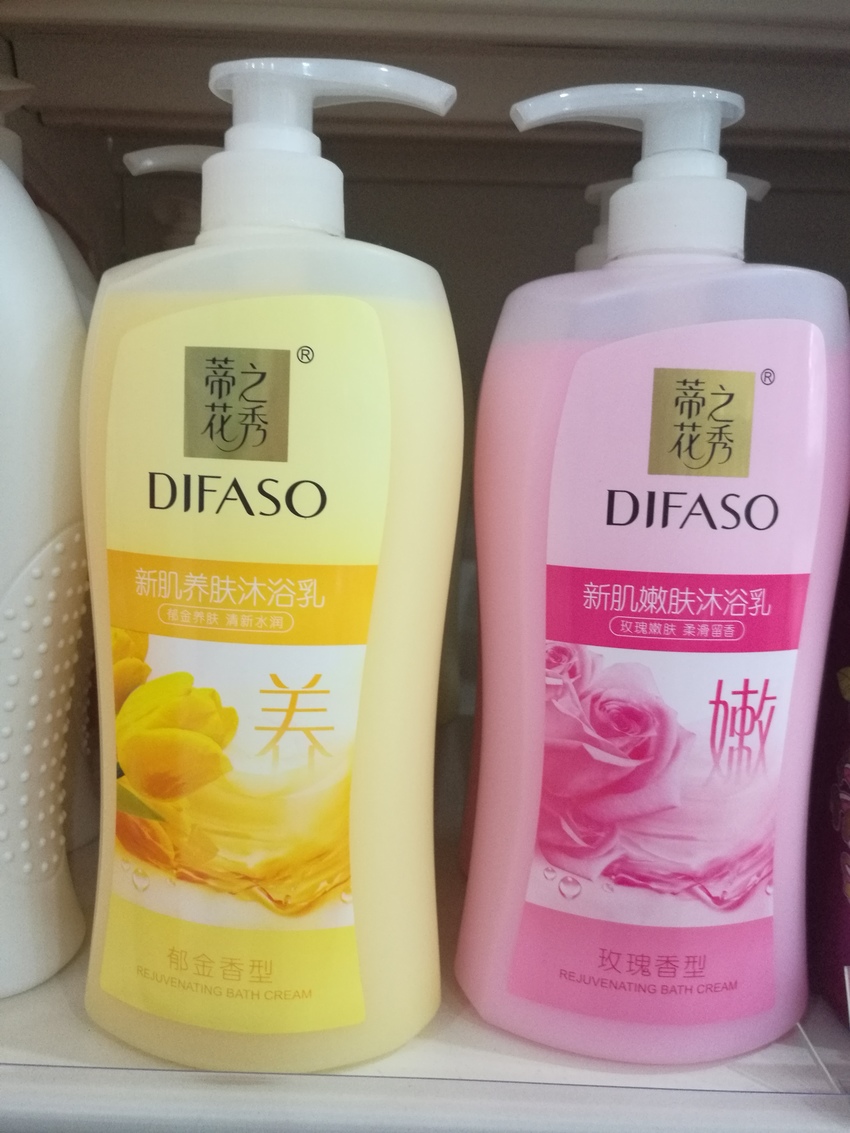 蒂之
花秀
®
DIFASO
新肌养肤沐浴乳
郁金养肤 清新水润
养
郁金香型
REJUVENATING BATH CREAM
蒂之
花秀
®
DIFASO
新肌嫩肤沐浴乳
玫瑰嫩肤 柔滑留香
嫩
玫瑰香型
REJUVENATING BATH CREAM